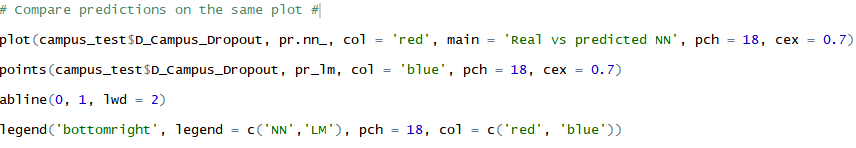 # Compare predictions on the same plot #
plot(campus_test$D_Campus_Dropout, pr.nn_, col = 'red', main = 'Real vs predicted NN', pch = 18, cex = 0.7)
points(campus_test$D_Campus_Dropout, pr_lm, col = 'blue', pch = 18, cex = 0.7)
abline(0, 1, lwd = 2)
legend('bottomright', legend = c('NN','LM'), pch = 18, col = c('red', 'blue'))